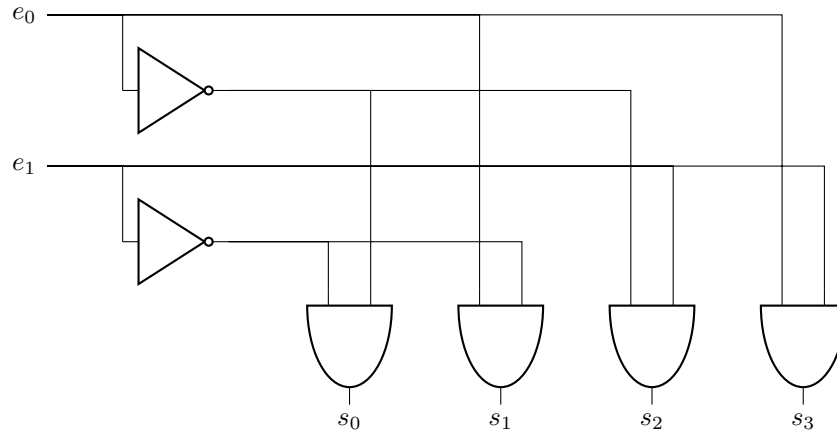 e₀
e₁
s₀ s₁ s₂ s₃